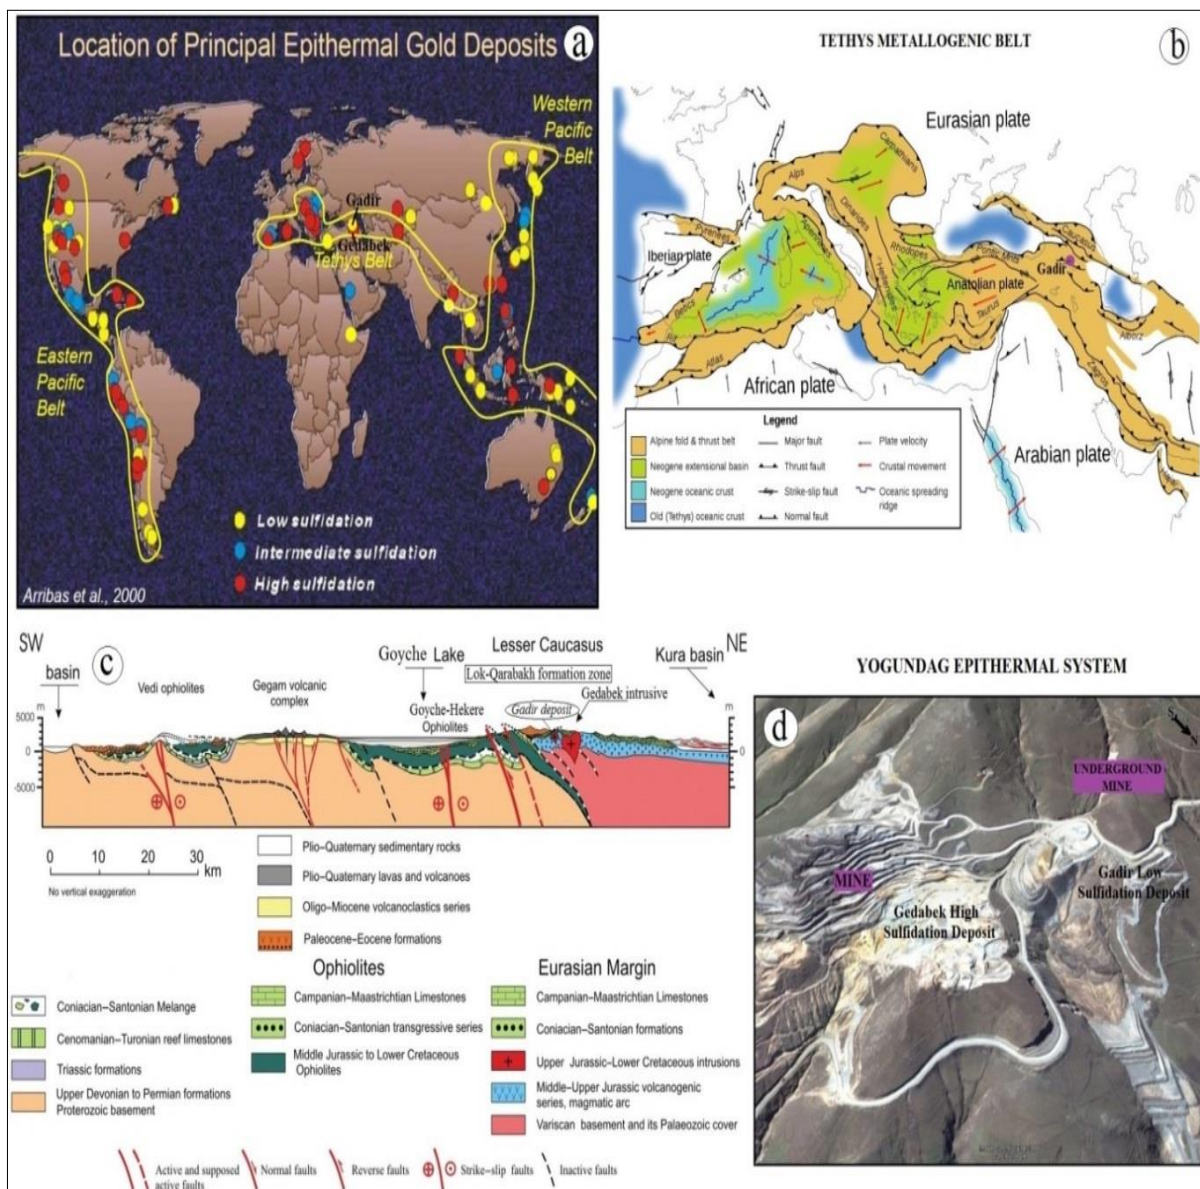 Location of Principal Epithermal Gold Deposits
a
Western
Pacific
Belt
Gadir
Gedabek
Tethys Belt
Eastern
Pacific
Belt
Low sulfidation
Intermediate sulfidation
High sulfidation
Arribas et al., 2000
TETHYS METALLOGENIC BELT
b
Eurasian plate
Carpathians
Alps
Dinarides
Pyrenees
Apennines
Iberian plate
Rhodopes
Pontic Mnts
Caucasus
Gadir
Anatolian plate
Hellenides
Taurus
Betics
Rif
Atlas
Alborz
Zagros
African plate
Arabian plate
Legend
Alpine fold & thrust belt
Neogene extensional basin
Neogene oceanic crust
Old (Tethys) oceanic crust
Major fault
Thrust fault
Strike-slip fault
Normal fault
Plate velocity
Crustal movement
Oceanic spreading
ridge
SW
NE
c
basin
Vedi ophiolites
Gegam volcanic
complex
Goyche Lake
Goyche-Hekere
Ophiolites
Lesser Caucasus
Lok-Qarabakh formation zone
Gadir deposit
Gedabek intrusive
Kura basin
m
5000
0
-5000
m
5000
0
-5000
0 10 20 30
km
No vertical exaggeration
Plio-Quaternary sedimentary rocks
Plio-Quaternary lavas and volcanoes
Oligo-Miocene volcanoclastics series
Paleocene–Eocene formations
Coniacian–Santonian Melange
Cenomanian–Turonian reef limestones
Triassic formations
Upper Devonian to Permian formations
Proterozoic basement
Ophiolites
Campanian–Maastrichtian Limestones
Coniacian–Santonian transgressive series
Middle Jurassic to Lower Cretaceous
Ophiolites
Eurasian Margin
Campanian–Maastrichtian Limestones
Coniacian–Santonian formations
Upper Jurassic–Lower Cretaceous intrusions
Middle–Upper Jurassic volcanogenic
series, magmatic arc
Variscan basement and its Palaeozoic cover
Active and supposed
active faults
Normal faults
Reverse faults
Strike–slip faults
Inactive faults
YOGUNDAG EPITHERMAL SYSTEM
d
S
N
UNDERGROUND
MINE
MINE
Gedabek High
Sulfidation Deposit
Gadir Low
Sulfidation Deposit